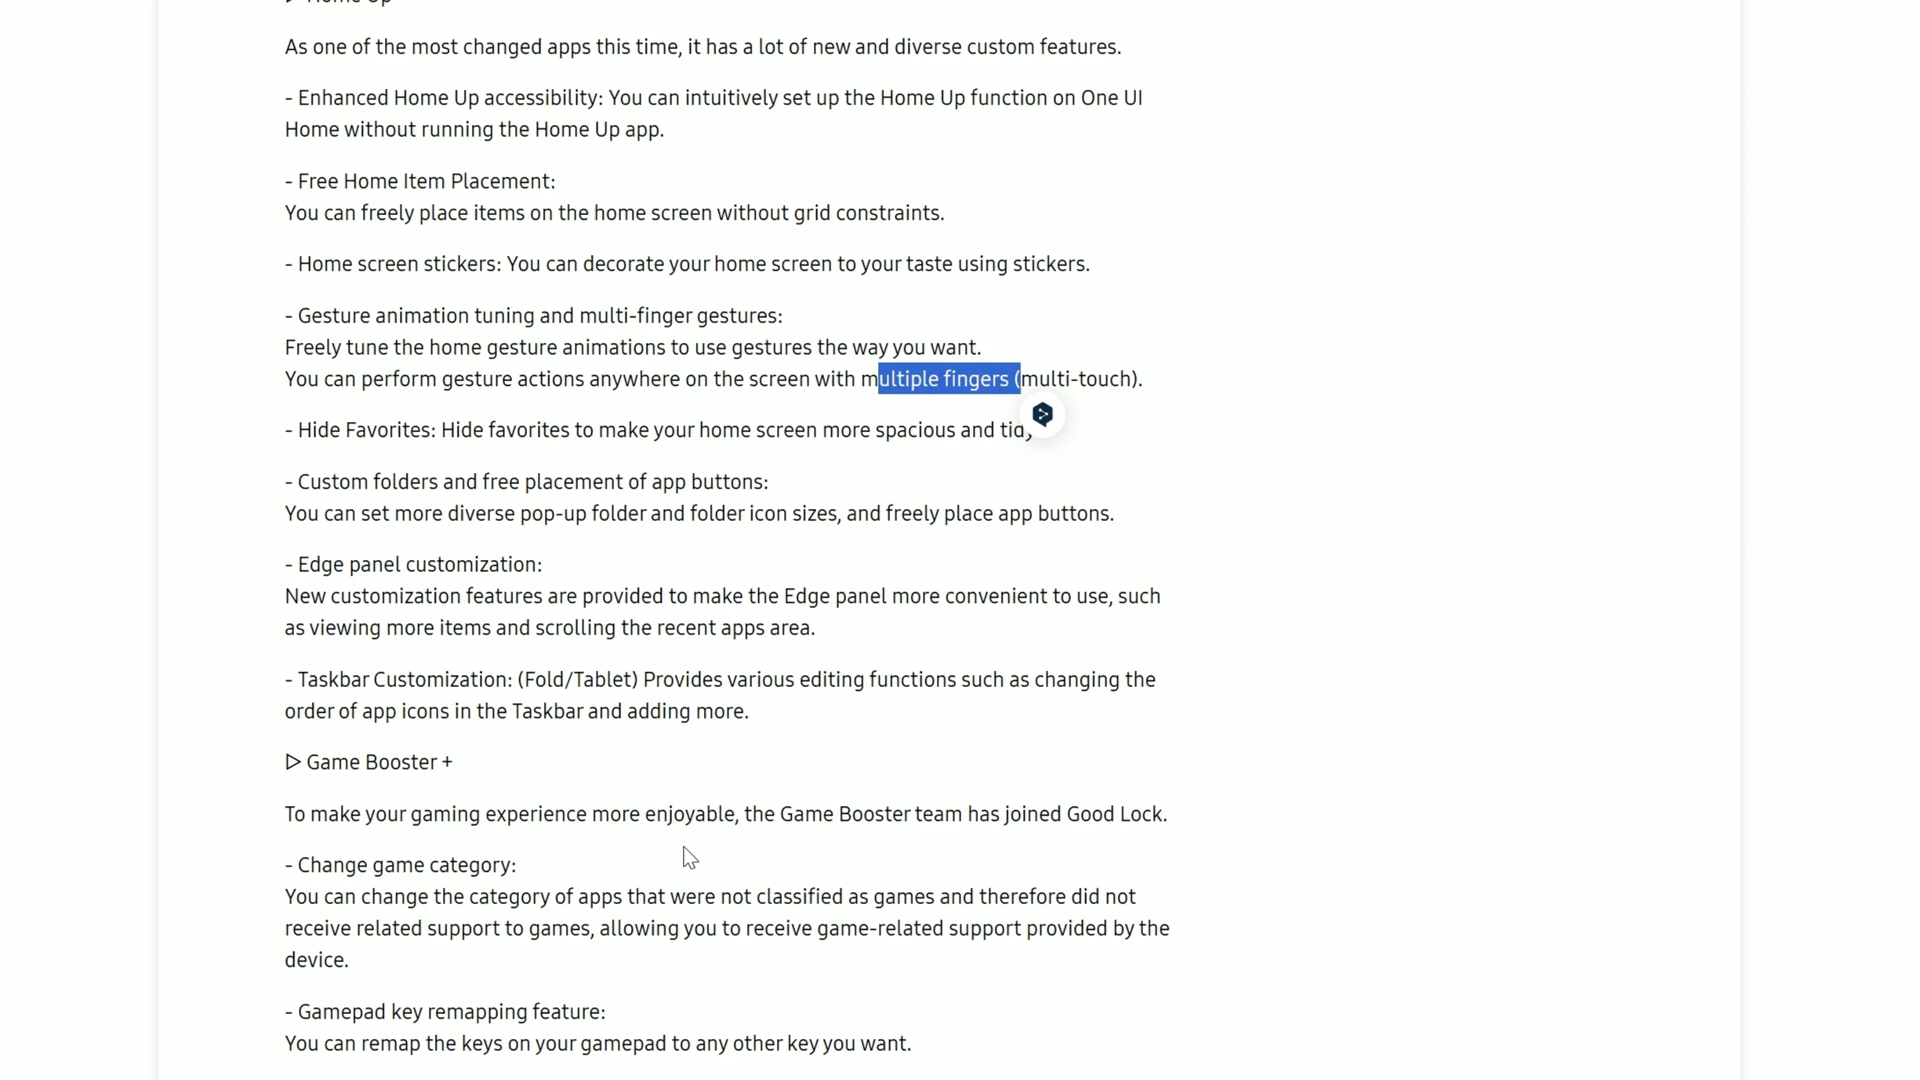 As one of the most changed apps this time, it has a lot of new and diverse custom features.
- Enhanced Home Up accessibility: You can intuitively set up the Home Up function on One UI
Home without running the Home Up app.
- Free Home Item Placement:
You can freely place items on the home screen without grid constraints.
- Home screen stickers: You can decorate your home screen to your taste using stickers.
- Gesture animation tuning and multi-finger gestures:
Freely tune the home gesture animations to use gestures the way you want.
You can perform gesture actions anywhere on the screen with multiple fingers (multi-touch).
- Hide Favorites: Hide favorites to make your home screen more spacious and tidy
- Custom folders and free placement of app buttons:
You can set more diverse pop-up folder and folder icon sizes, and freely place app buttons.
- Edge panel customization:
New customization features are provided to make the Edge panel more convenient to use, such
as viewing more items and scrolling the recent apps area.
- Taskbar Customization: (Fold/Tablet) Provides various editing functions such as changing the
order of app icons in the Taskbar and adding more.
▷ Game Booster +
To make your gaming experience more enjoyable, the Game Booster team has joined Good Lock.
- Change game category:
You can change the category of apps that were not classified as games and therefore did not
receive related support to games, allowing you to receive game-related support provided by the
device.
- Gamepad key remapping feature:
You can remap the keys on your gamepad to any other key you want.